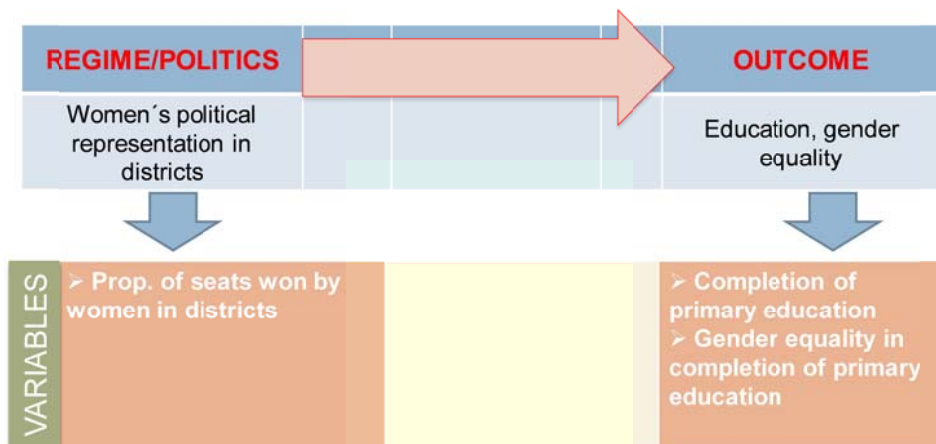 REGIME/POLITICS
OUTCOME
Women´s political
representation in
districts
Education, gender
equality
VARIABLES
➢ Prop. of seats won by
women in districts
➢ Completion of
primary education
➢ Gender equality in
completion of primary
education